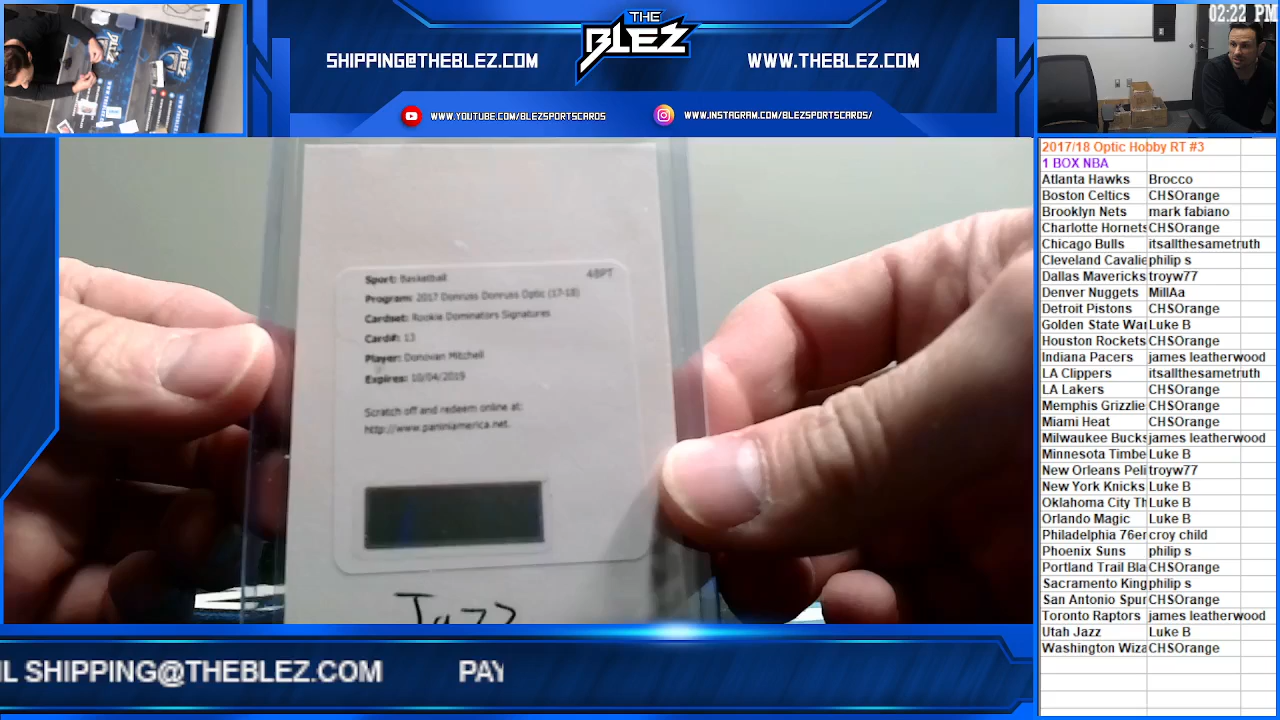 THE
BLEZ
SHIPPING@THEBLEZ.COM
WWW.THEBLEZ.COM
WWW.YOUTUBE.COM/BLEZSPORTSCARDS
WWW.INSTAGRAM.COM/BLEZSPORTSCARDS/
02:22 PM
Sport: Basketball
48PT
Program: 2017 Donruss Donruss Optic (17-18)
Cardset: Rookie Dominators Signatures
Card#: 13
Player: Donovan Mitchell
Expires: 10/04/2019
Scratch off and redeem online at:
http://www.paniniamerica.net.
Jazz
2017/18 Optic Hobby RT #3
1 BOX NBA
Atlanta Hawks Brocco
Boston Celtics CHSOrange
Brooklyn Nets mark fabiano
Charlotte Hornets CHSOrange
Chicago Bulls itsallthesametruth
Cleveland Cavalie philip s
Dallas Mavericks troyw77
Denver Nuggets MillAa
Detroit Pistons CHSOrange
Golden State War Luke B
Houston Rockets CHSOrange
Indiana Pacers james leatherwood
LA Clippers itsallthesametruth
LA Lakers CHSOrange
Memphis Grizzlie CHSOrange
Miami Heat CHSOrange
Milwaukee Bucks james leatherwood
Minnesota Timbe Luke B
New Orleans Peli troyw77
New York Knicks Luke B
Oklahoma City Th Luke B
Orlando Magic Luke B
Philadelphia 76er croy child
Phoenix Suns philip s
Portland Trail Bla CHSOrange
Sacramento King philip s
San Antonio Spur CHSOrange
Toronto Raptors james leatherwood
Utah Jazz Luke B
Washington Wiza CHSOrange
IL SHIPPING@THEBLEZ.COM PAY